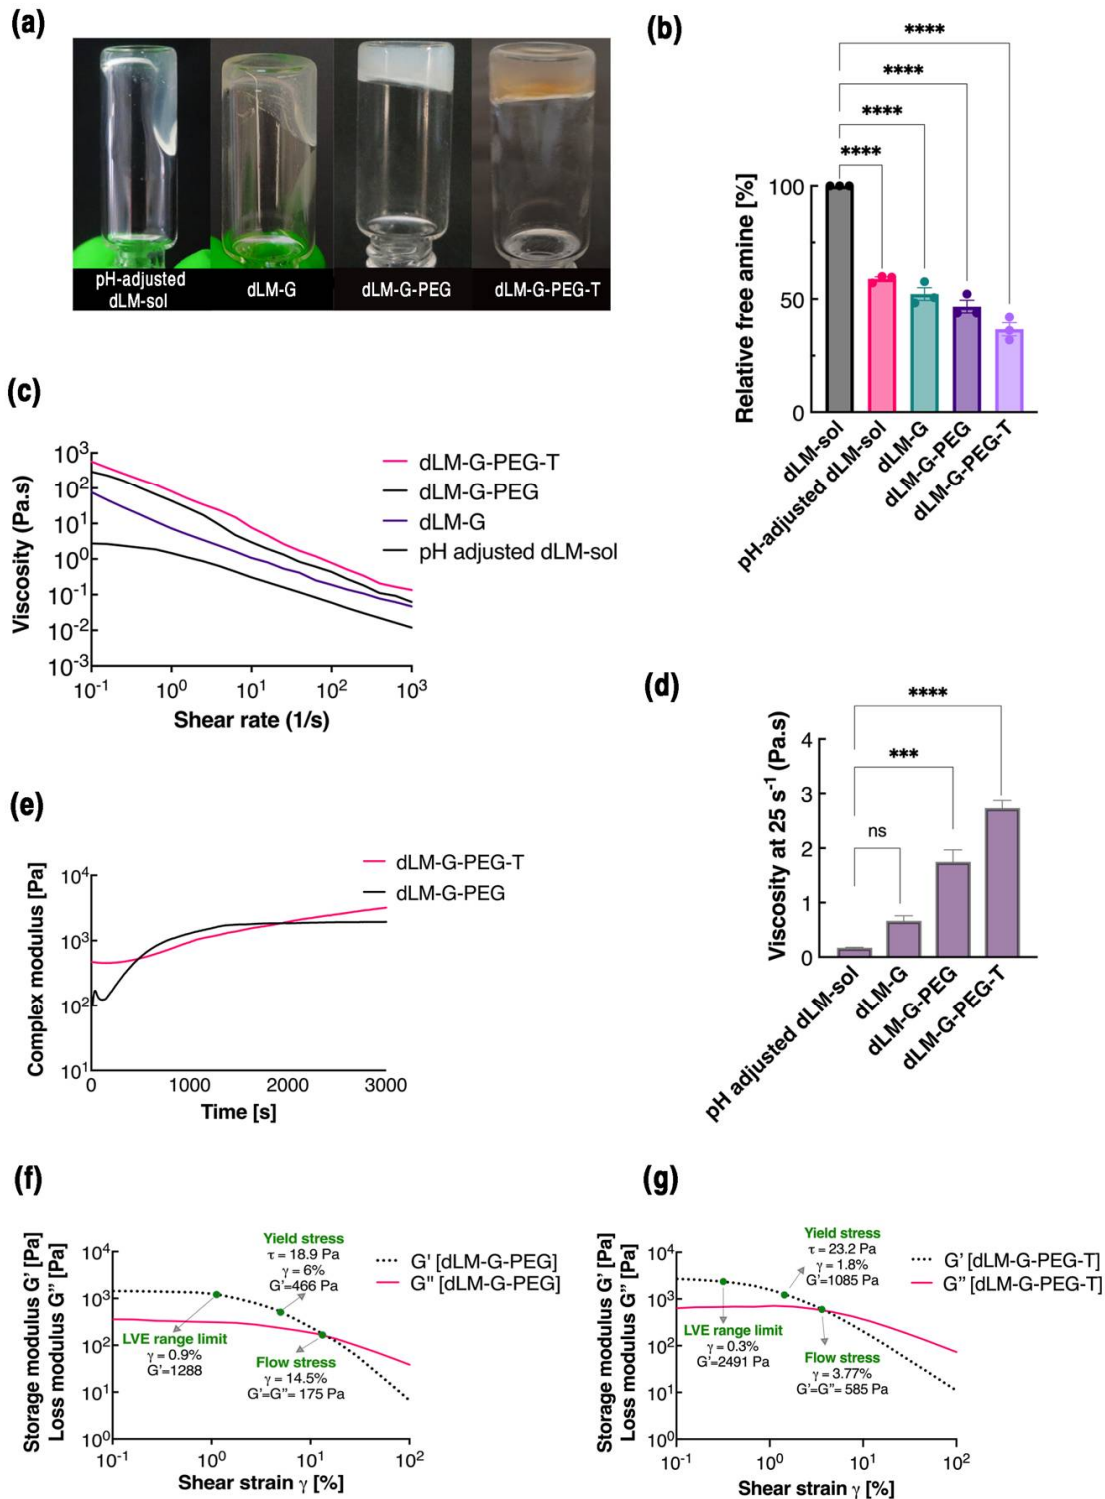 (a)
pH-adjusted
dLM-sol
dLM-G
dLM-G-PEG
dLM-G-PEG-T
(b)
****
****
****
****
Relative free amine [%]
100
50
0
dLM-sol
pH-adjusted dLM-sol
dLM-G
dLM-G-PEG
dLM-G-PEG-T
(c)
Viscosity (Pa.s)
10³
10²
10¹
10⁰
10⁻¹
10⁻²
10⁻³
10⁻¹ 10⁰ 10¹ 10² 10³
Shear rate (1/s)
dLM-G-PEG-T
dLM-G-PEG
dLM-G
pH adjusted dLM-sol
(d)
****
***
ns
Viscosity at 25 s⁻¹ (Pa.s)
4
3
2
1
0
pH adjusted dLM-sol
dLM-G
dLM-G-PEG
dLM-G-PEG-T
(e)
Complex modulus [Pa]
10⁴
10³
10²
10¹
0 1000 2000 3000
Time [s]
dLM-G-PEG-T
dLM-G-PEG
(f)
Storage modulus G' [Pa]
Loss modulus G'' [Pa]
10⁴
10³
10²
10¹
10⁰
10⁻¹ 10⁰ 10¹ 10²
Shear strain γ [%]
Yield stress
τ = 18.9 Pa
γ = 6%
G'=466 Pa
LVE range limit
γ = 0.9%
G'=1288
Flow stress
γ = 14.5%
G'=G''= 175 Pa
G' [dLM-G-PEG]
G'' [dLM-G-PEG]
(g)
Storage modulus G' [Pa]
Loss modulus G'' [Pa]
10⁴
10³
10²
10¹
10⁰
10⁻¹ 10⁰ 10¹ 10²
Shear strain γ [%]
Yield stress
τ = 23.2 Pa
γ = 1.8%
G'=1085 Pa
LVE range limit
γ = 0.3%
G'=2491 Pa
Flow stress
γ = 3.77%
G'=G''= 585 Pa
G' [dLM-G-PEG-T]
G'' [dLM-G-PEG-T]